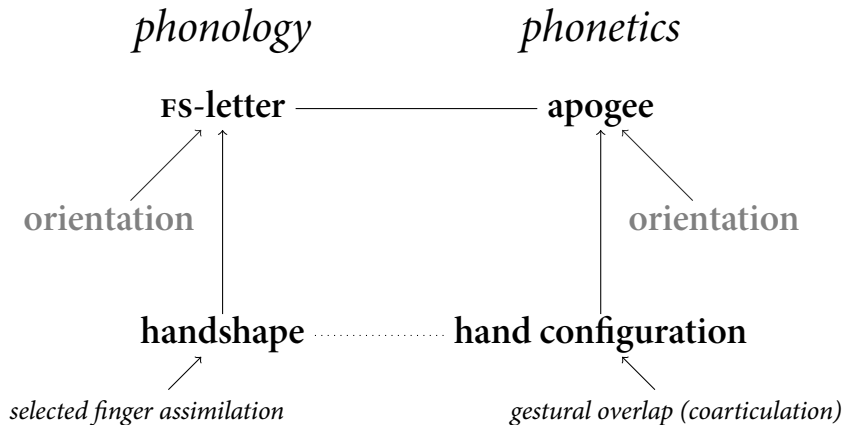 phonology phonetics
FS-letter apogee
orientation orientation
handshape hand configuration
selected finger assimilation gestural overlap (coarticulation)